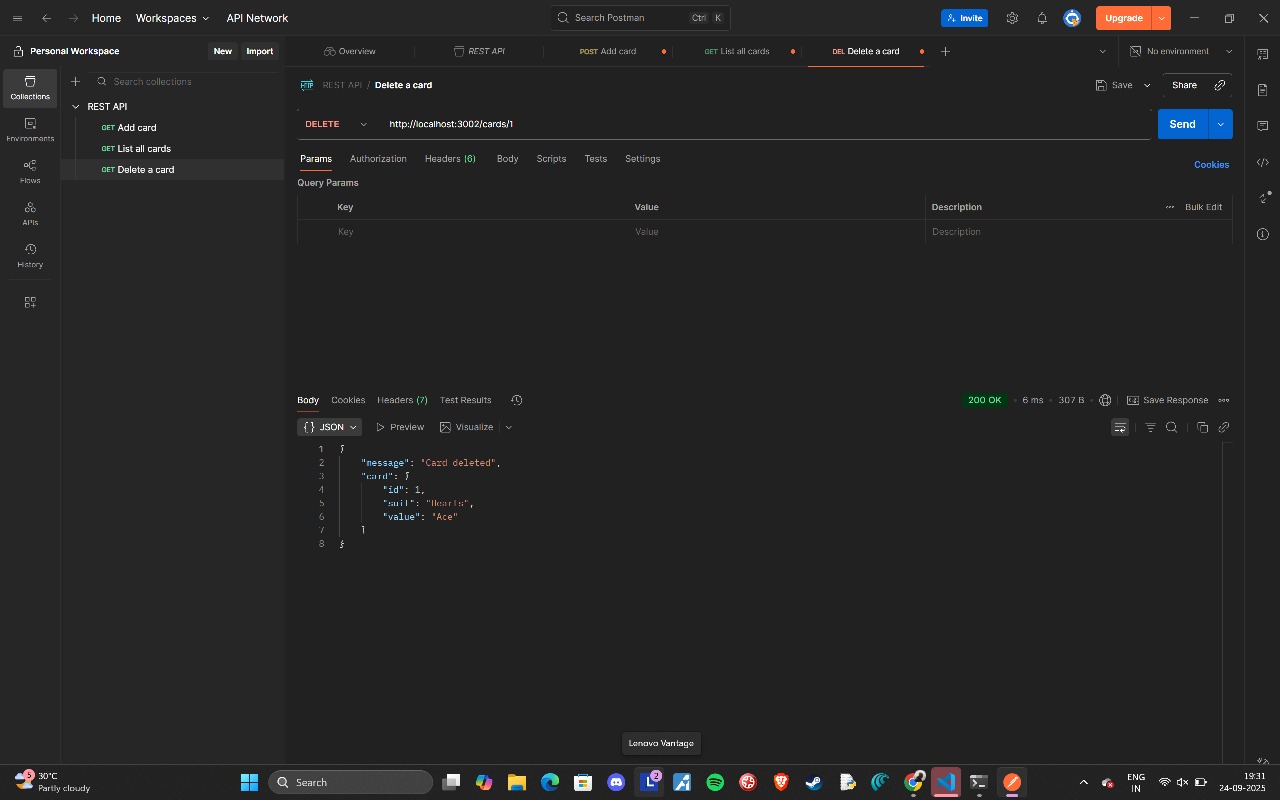 Home Workspaces API Network Search Postman Ctrl K Invite Upgrade
Personal Workspace New Import Overview REST API POST Add card GET List all cards DEL Delete a card No environment
Collections
Environments
Flows
APIs
History
Search collections
REST API
GET Add card
GET List all cards
GET Delete a card
HTTP REST API / Delete a card Save Share
DELETE http://localhost:3002/cards/1 Send
Params Authorization Headers (6) Body Scripts Tests Settings Cookies
Query Params
Key Value Description Bulk Edit
Key Value Description
Body Cookies Headers (7) Test Results 200 OK 6 ms 307 B Save Response
{} JSON Preview Visualize
1 {
2 "message": "Card deleted",
3 "card": {
4 "id": 1,
5 "suit": "Hearts",
6 "value": "Ace"
7 }
8 }
Lenovo Vantage
5 30°C
Partly cloudy
Search
2
ENG
IN
19:31
24-09-2025